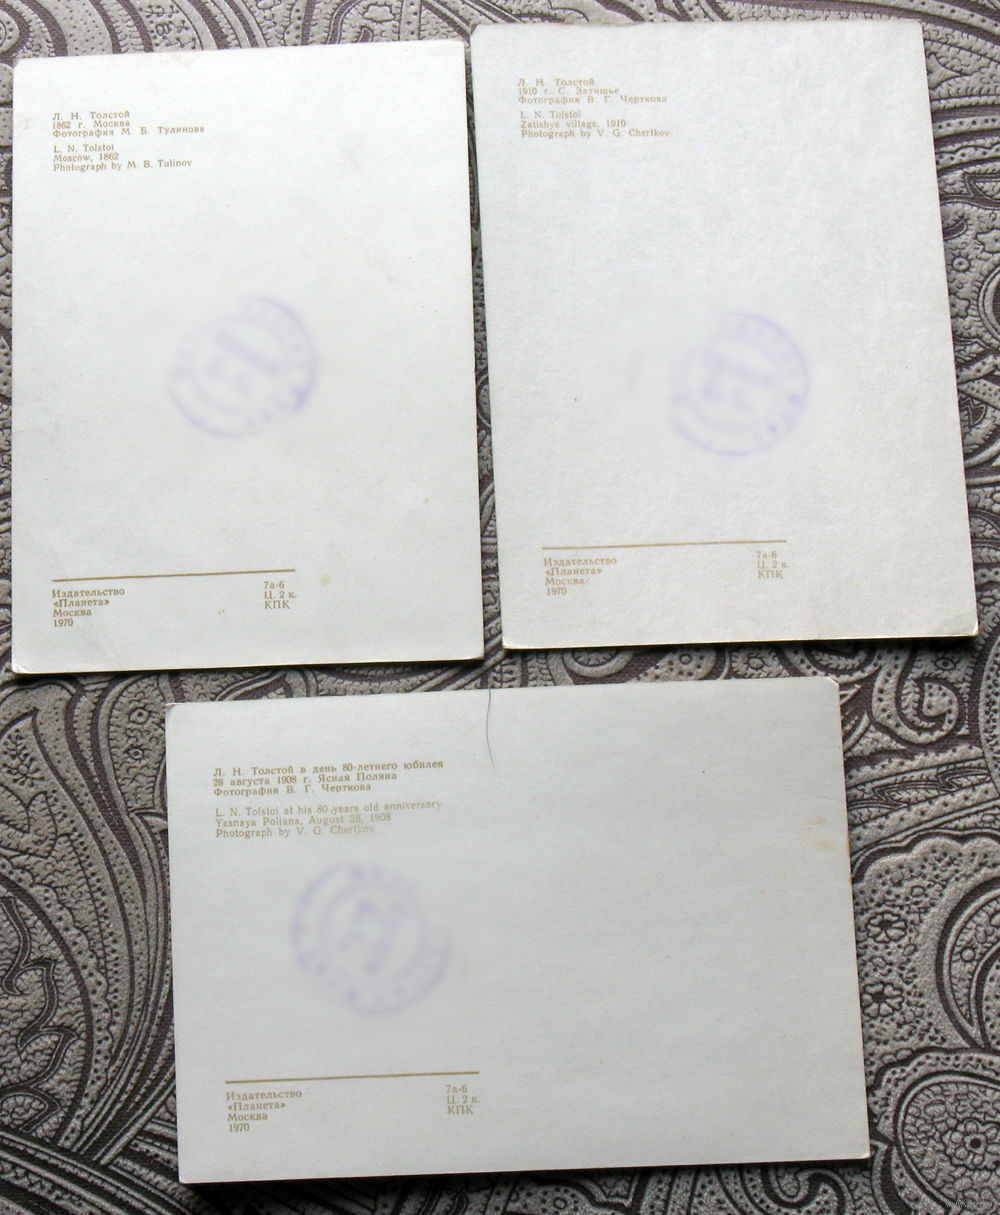 Л. Н. Толстой
1862 г. Москва
Фотография М. Б. Тулинова
L. N. Tolstoi
Moscow, 1862
Photograph by M. B. Tulinov
Издательство
«Планета»
Москва
1970
7а-6
Ц. 2 к.
КПК
Л. Н. Толстой
1910 г. С. Затишье
Фотография В. Г. Черткова
L. N. Tolstoi
Zatishye village, 1910
Photograph by V. G. Chertkov
Издательство
«Планета»
Москва
1970
7а-6
Ц. 2 к.
КПК
Л. Н. Толстой в день 80-летнего юбилея
28 августа 1908 г. Ясная Поляна
Фотография В. Г. Черткова
L. N. Tolstoi at his 80 years old anniversary
Yasnaya Poliana, August 28, 1908
Photograph by V. G. Chertkov
Издательство
«Планета»
Москва
1970
7а-6
Ц. 2 к.
КПК